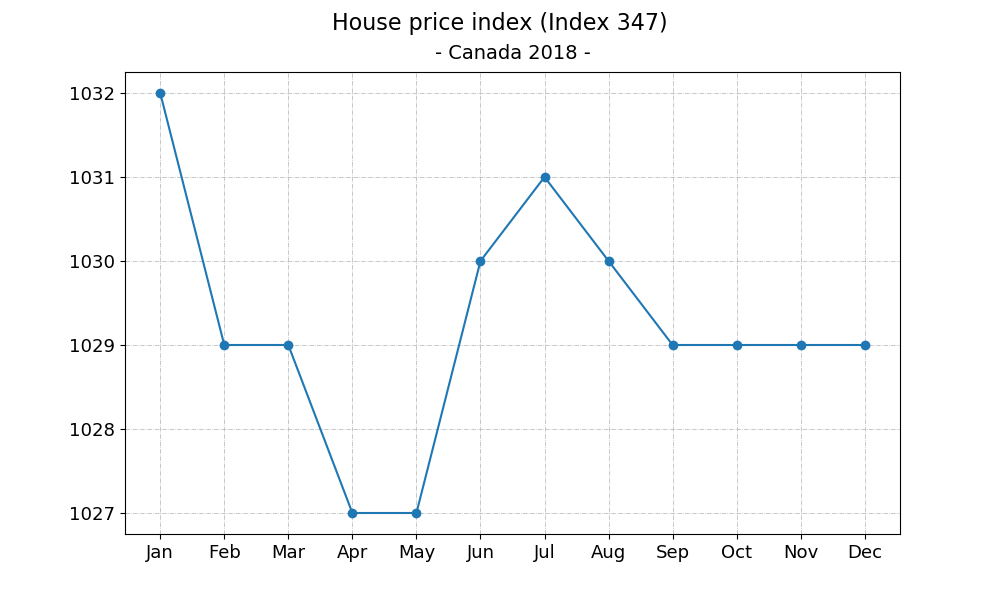 House price index (Index 347)
- Canada 2018 -
1032
1031
1030
1029
1028
1027
Jan Feb Mar Apr May Jun Jul Aug Sep Oct Nov Dec